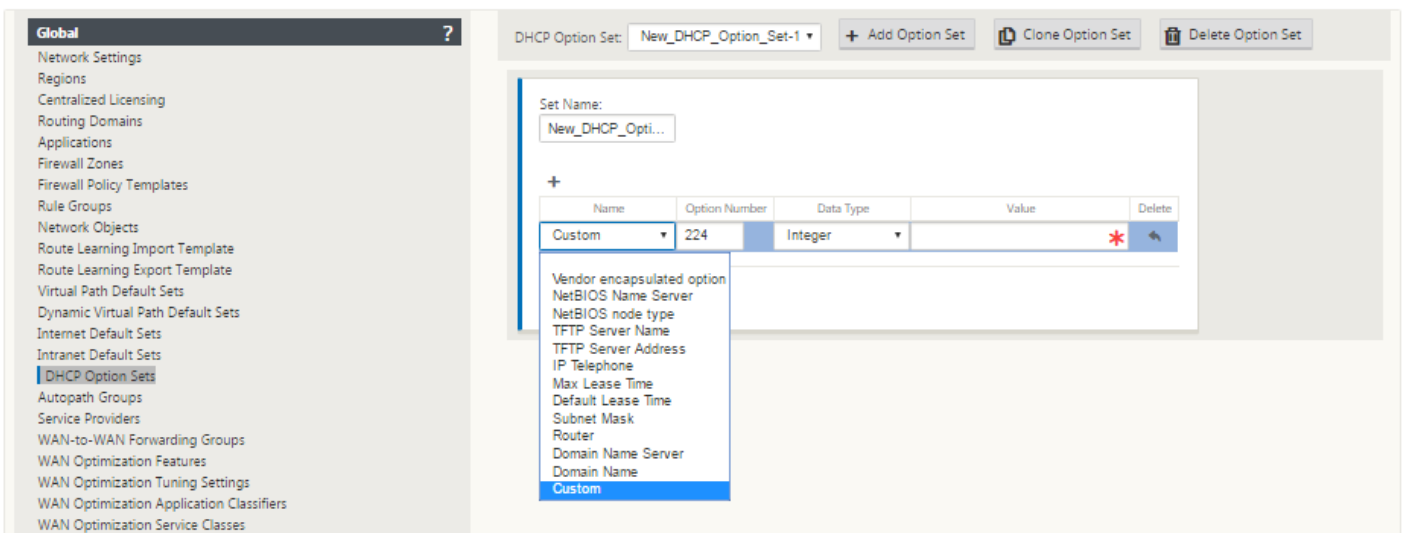 Global ?
Network Settings
Regions
Centralized Licensing
Routing Domains
Applications
Firewall Zones
Firewall Policy Templates
Rule Groups
Network Objects
Route Learning Import Template
Route Learning Export Template
Virtual Path Default Sets
Dynamic Virtual Path Default Sets
Internet Default Sets
Intranet Default Sets
DHCP Option Sets
Autopath Groups
Service Providers
WAN-to-WAN Forwarding Groups
WAN Optimization Features
WAN Optimization Tuning Settings
WAN Optimization Application Classifiers
WAN Optimization Service Classes
DHCP Option Set: New_DHCP_Option_Set-1 + Add Option Set Clone Option Set Delete Option Set
Set Name:
New_DHCP_Opti...
+
Name Option Number Data Type Value Delete
Custom 224 Integer *
Vendor encapsulated option
NetBIOS Name Server
NetBIOS node type
TFTP Server Name
TFTP Server Address
IP Telephone
Max Lease Time
Default Lease Time
Subnet Mask
Router
Domain Name Server
Domain Name
Custom